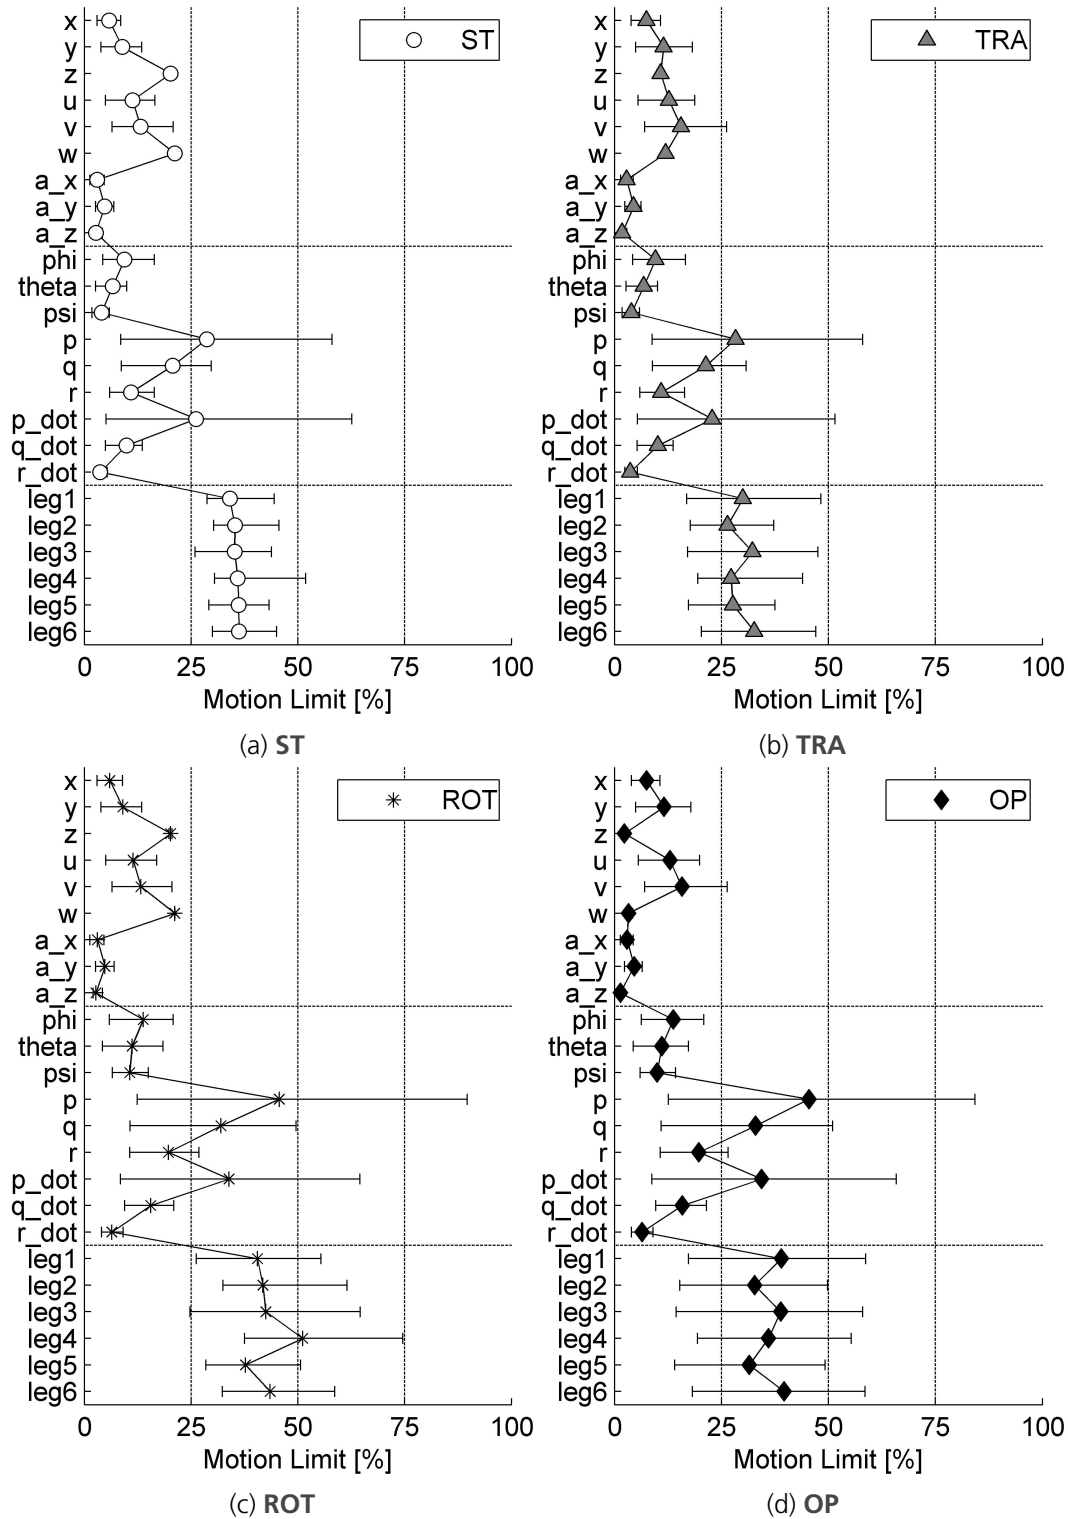 ST
x
y
z
u
v
w
a_x
a_y
a_z
phi
theta
psi
p
q
r
p_dot
q_dot
r_dot
leg1
leg2
leg3
leg4
leg5
leg6
0 25 50 75 100
Motion Limit [%]
(a) ST
TRA
x
y
z
u
v
w
a_x
a_y
a_z
phi
theta
psi
p
q
r
p_dot
q_dot
r_dot
leg1
leg2
leg3
leg4
leg5
leg6
0 25 50 75 100
Motion Limit [%]
(b) TRA
ROT
x
y
z
u
v
w
a_x
a_y
a_z
phi
theta
psi
p
q
r
p_dot
q_dot
r_dot
leg1
leg2
leg3
leg4
leg5
leg6
0 25 50 75 100
Motion Limit [%]
(c) ROT
OP
x
y
z
u
v
w
a_x
a_y
a_z
phi
theta
psi
p
q
r
p_dot
q_dot
r_dot
leg1
leg2
leg3
leg4
leg5
leg6
0 25 50 75 100
Motion Limit [%]
(d) OP